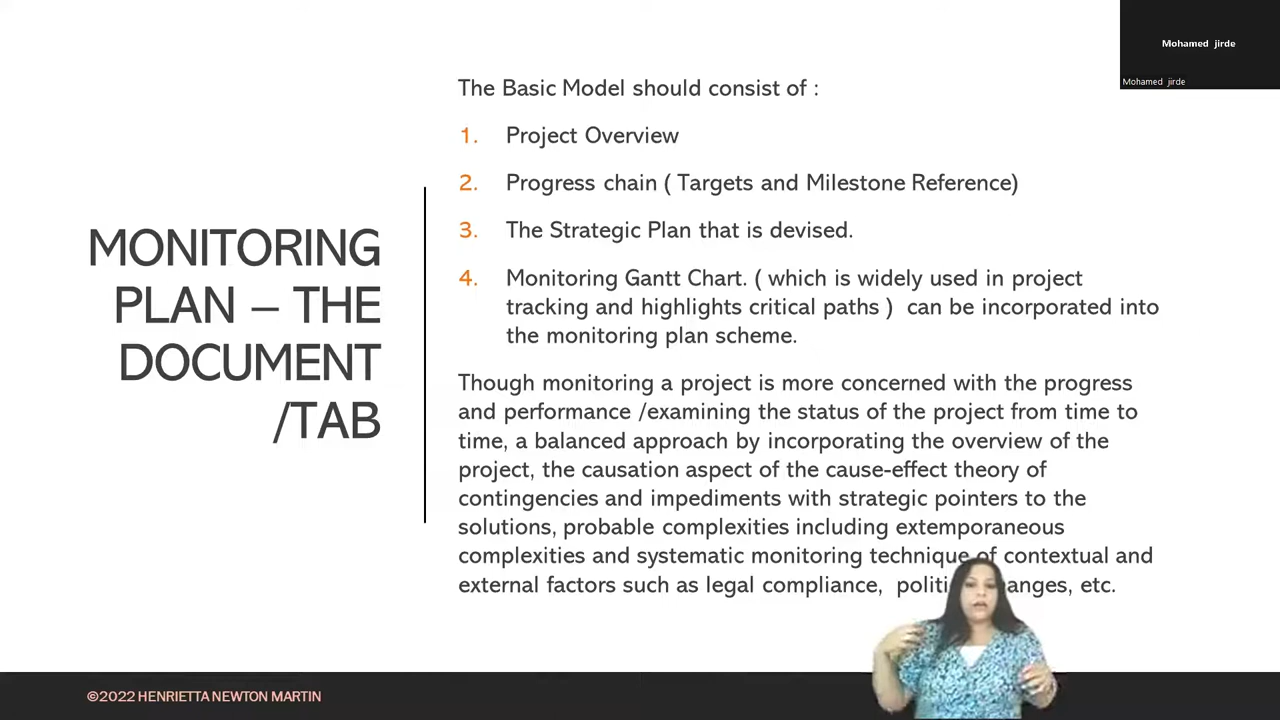 Mohamed jirde
Mohamed jirde
MONITORING
PLAN – THE
DOCUMENT
/TAB
The Basic Model should consist of :
1. Project Overview
2. Progress chain ( Targets and Milestone Reference)
3. The Strategic Plan that is devised.
4. Monitoring Gantt Chart. ( which is widely used in project
tracking and highlights critical paths ) can be incorporated into
the monitoring plan scheme.
Though monitoring a project is more concerned with the progress
and performance /examining the status of the project from time to
time, a balanced approach by incorporating the overview of the
project, the causation aspect of the cause-effect theory of
contingencies and impediments with strategic pointers to the
solutions, probable complexities including extemporaneous
complexities and systematic monitoring technique of contextual and
external factors such as legal compliance, etc.
©2022 HENRIETTA NEWTON MARTIN